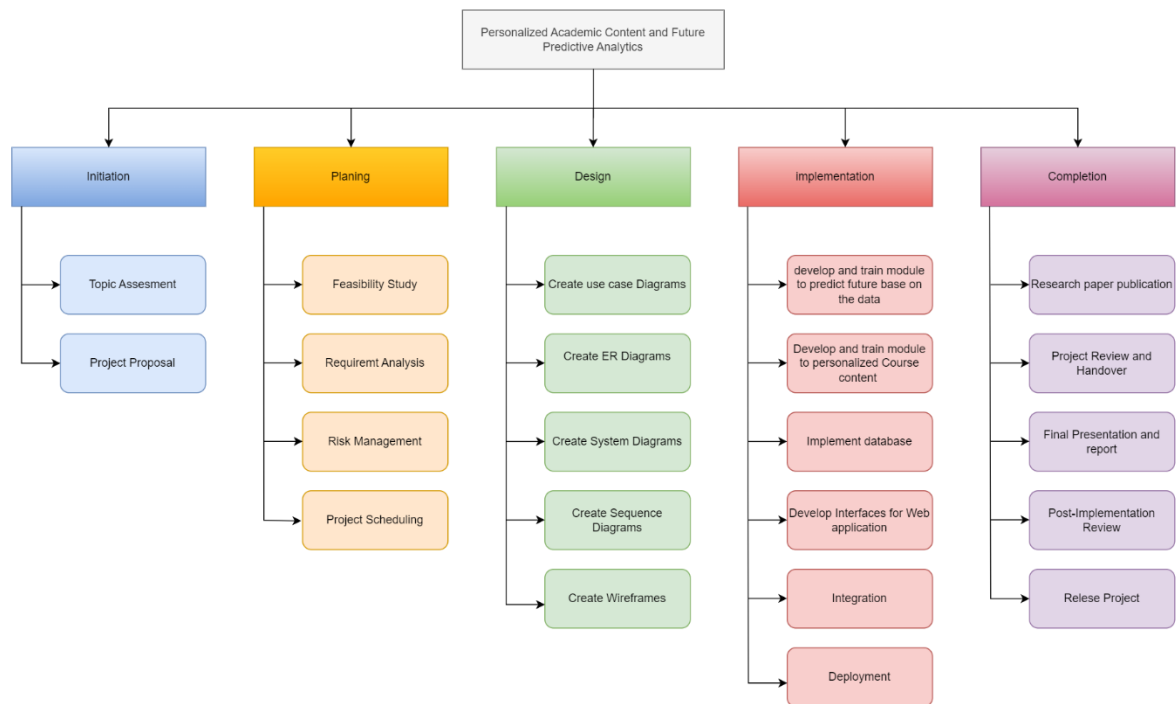 Personalized Academic Content and Future
Predictive Analytics
Initiation
Planing
Design
Implementation
Completion
Topic Assesment
Project Proposal
Feasibility Study
Requiremt Analysis
Risk Management
Project Scheduling
Create use case Diagrams
Create ER Diagrams
Create System Diagrams
Create Sequence
Diagrams
Create Wireframes
develop and train module
to predict future base on
the data
Develop and train module
to personalized Course
content
Implement database
Develop Interfaces for Web
application
Integration
Deployment
Research paper publication
Project Review and
Handover
Final Presentation and
report
Post-Implementation
Review
Relese Project